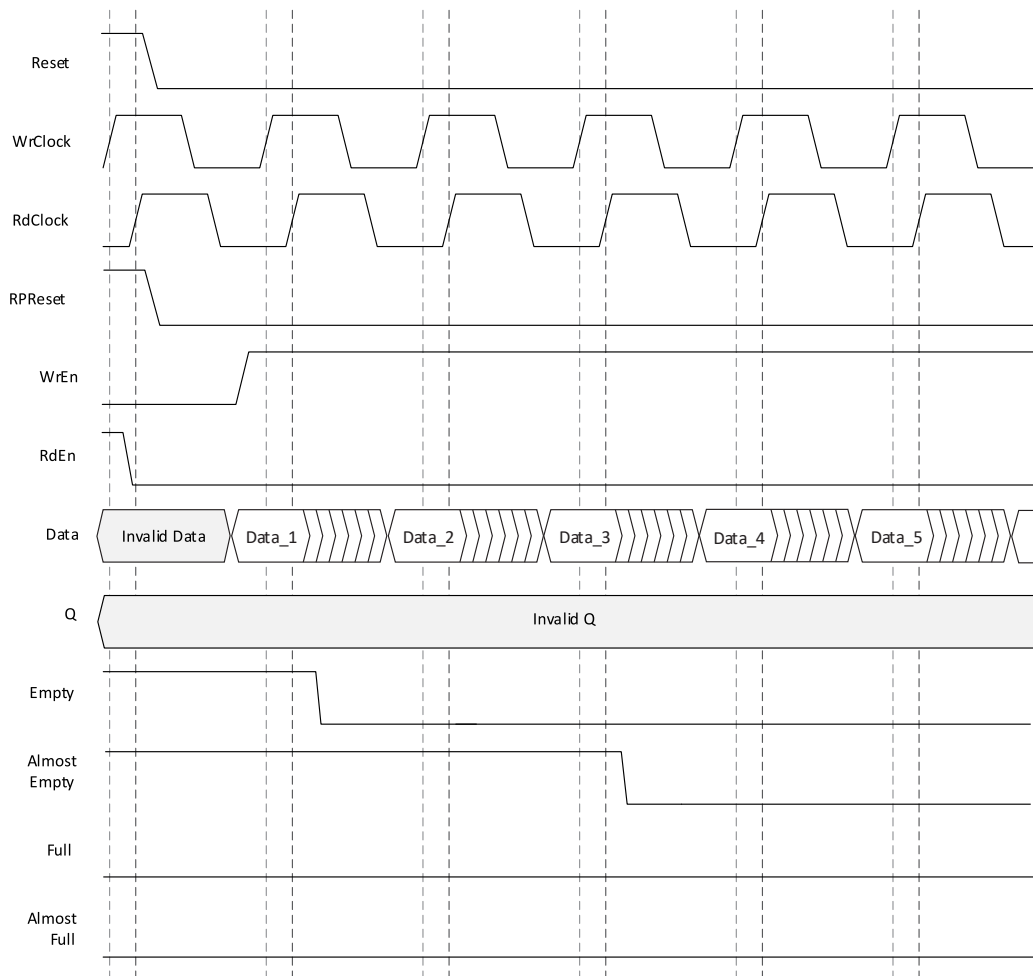 Reset
WrClock
RdClock
RPReset
WrEn
RdEn
Data
Invalid Data
Data_1
Data_2
Data_3
Data_4
Data_5
Q
Invalid Q
Empty
Almost
Empty
Full
Almost
Full